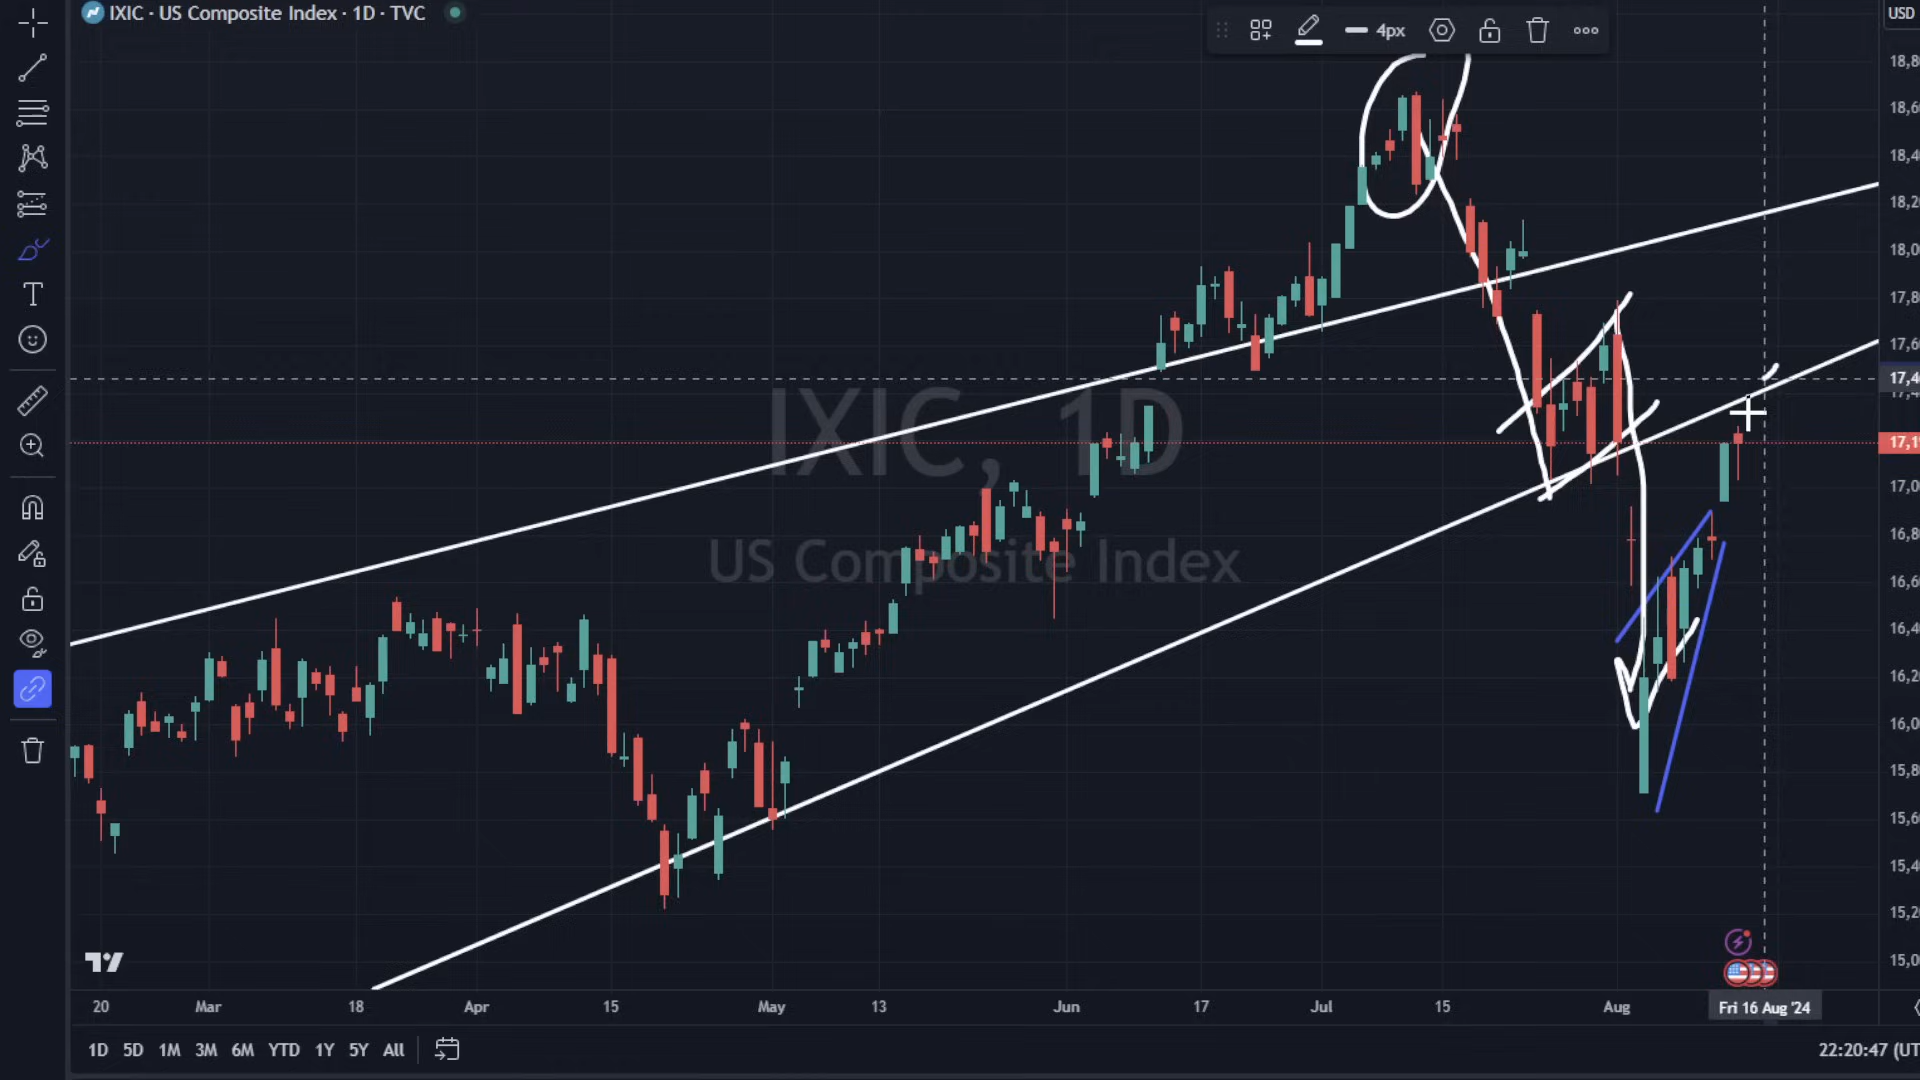 IXIC · US Composite Index · 1D · TVC
4px
USD
18,8
18,6
18,4
18,2
18,0
17,8
17,6
17,4
17,1
17,0
16,8
16,6
16,4
16,2
16,0
15,8
15,6
15,4
15,2
15,0
IXIC, 1D
US Composite Index
20 Mar 18 Apr 15 May 13 Jun 17 Jul 15 Aug Fri 16 Aug '24
1D 5D 1M 3M 6M YTD 1Y 5Y All 22:20:47 (UT